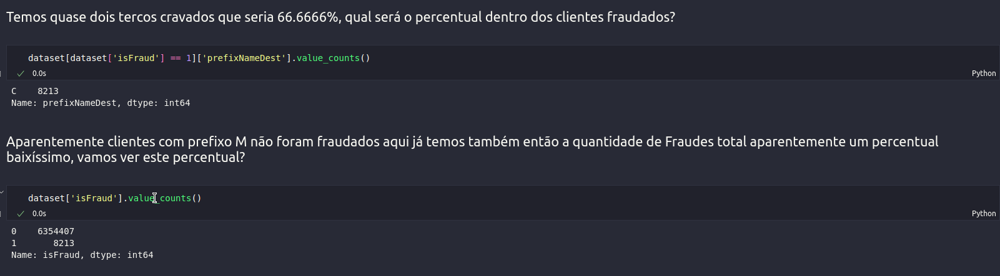 Temos quase dois tercos cravados que seria 66.6666%, qual será o percentual dentro dos clientes fraudados?
dataset[dataset['isFraud'] == 1]['prefixNameDest'].value_counts()
0.0s
Python
C    8213
Name: prefixNameDest, dtype: int64
Aparentemente clientes com prefixo M não foram fraudados aqui já temos também então a quantidade de Fraudes total aparentemente um percentual
baixíssimo, vamos ver este percentual?
dataset['isFraud'].value_counts()
0.0s
Python
0    6354407
1       8213
Name: isFraud, dtype: int64